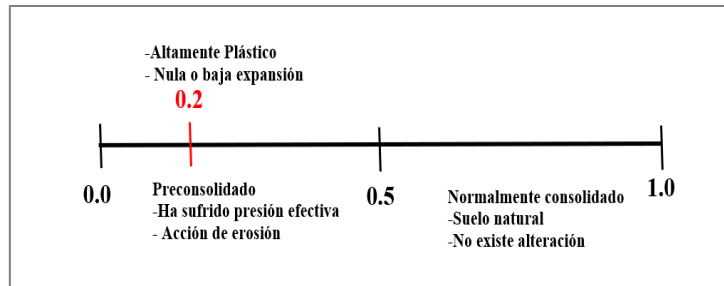 -Altamente Plástico
- Nula o baja expansión
0.2
0.0
0.5
1.0
Preconsolidado
-Ha sufrido presión efectiva
- Acción de erosión
Normalmente consolidado
-Suelo natural
-No existe alteración